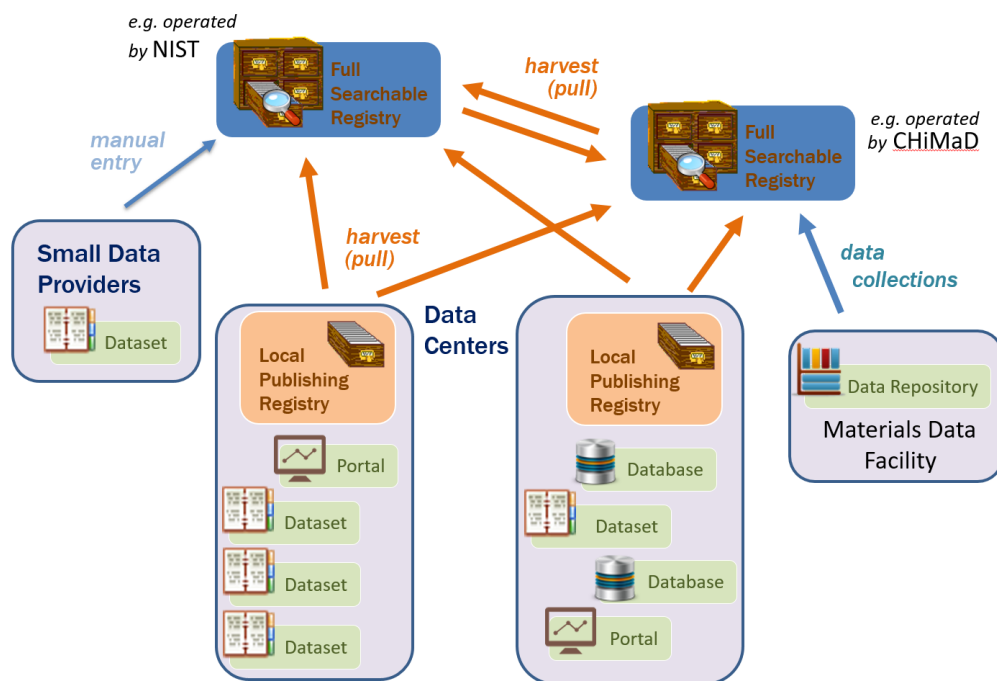 e.g. operated
by NIST
Full
Searchable
Registry
harvest
(pull)
e.g. operated
by CHiMaD
Full
Searchable
Registry
manual
entry
Small Data
Providers
Dataset
harvest
(pull)
data
collections
Data
Centers
Local
Publishing
Registry
Portal
Dataset
Dataset
Dataset
Local
Publishing
Registry
Database
Dataset
Database
Portal
Data Repository
Materials Data
Facility